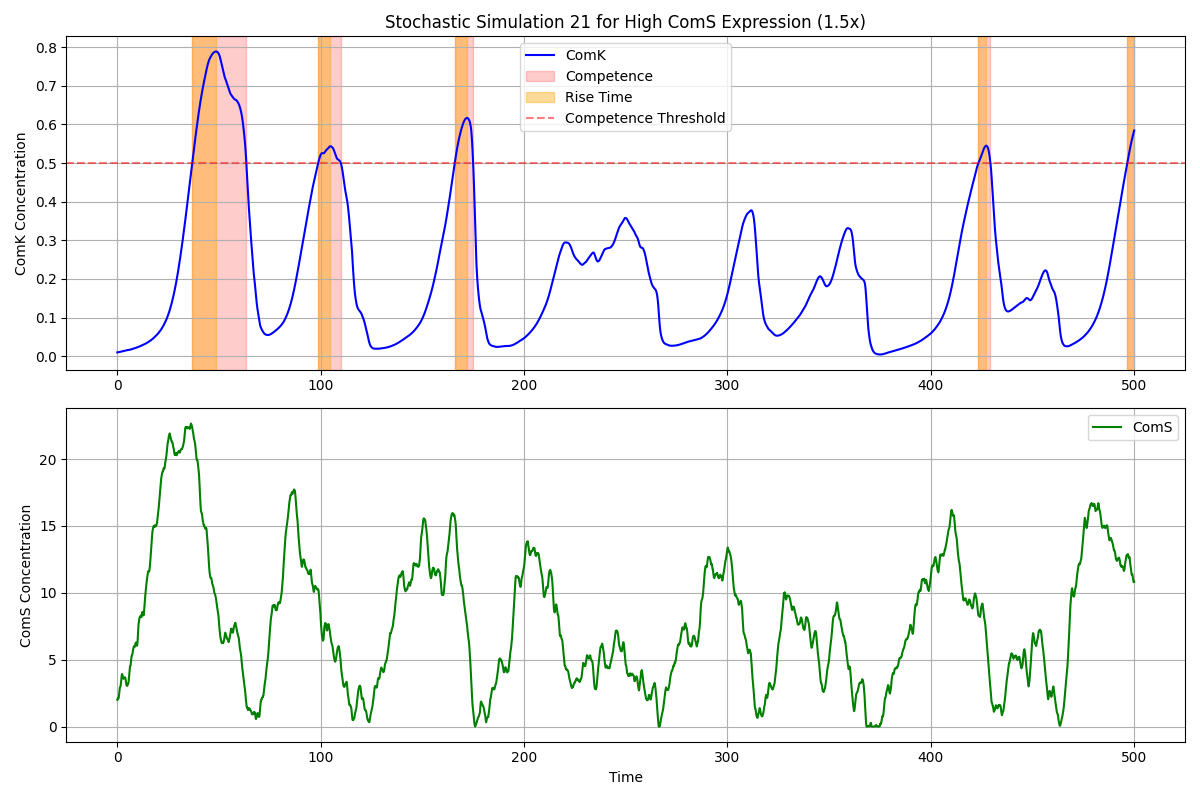 Stochastic Simulation 21 for High ComS Expression (1.5x)
ComK Concentration
0.8
0.7
0.6
0.5
0.4
0.3
0.2
0.1
0.0
ComK
Competence
Rise Time
Competence Threshold
0 100 200 300 400 500
ComS Concentration
20
15
10
5
0
ComS
0 100 200 300 400 500
Time